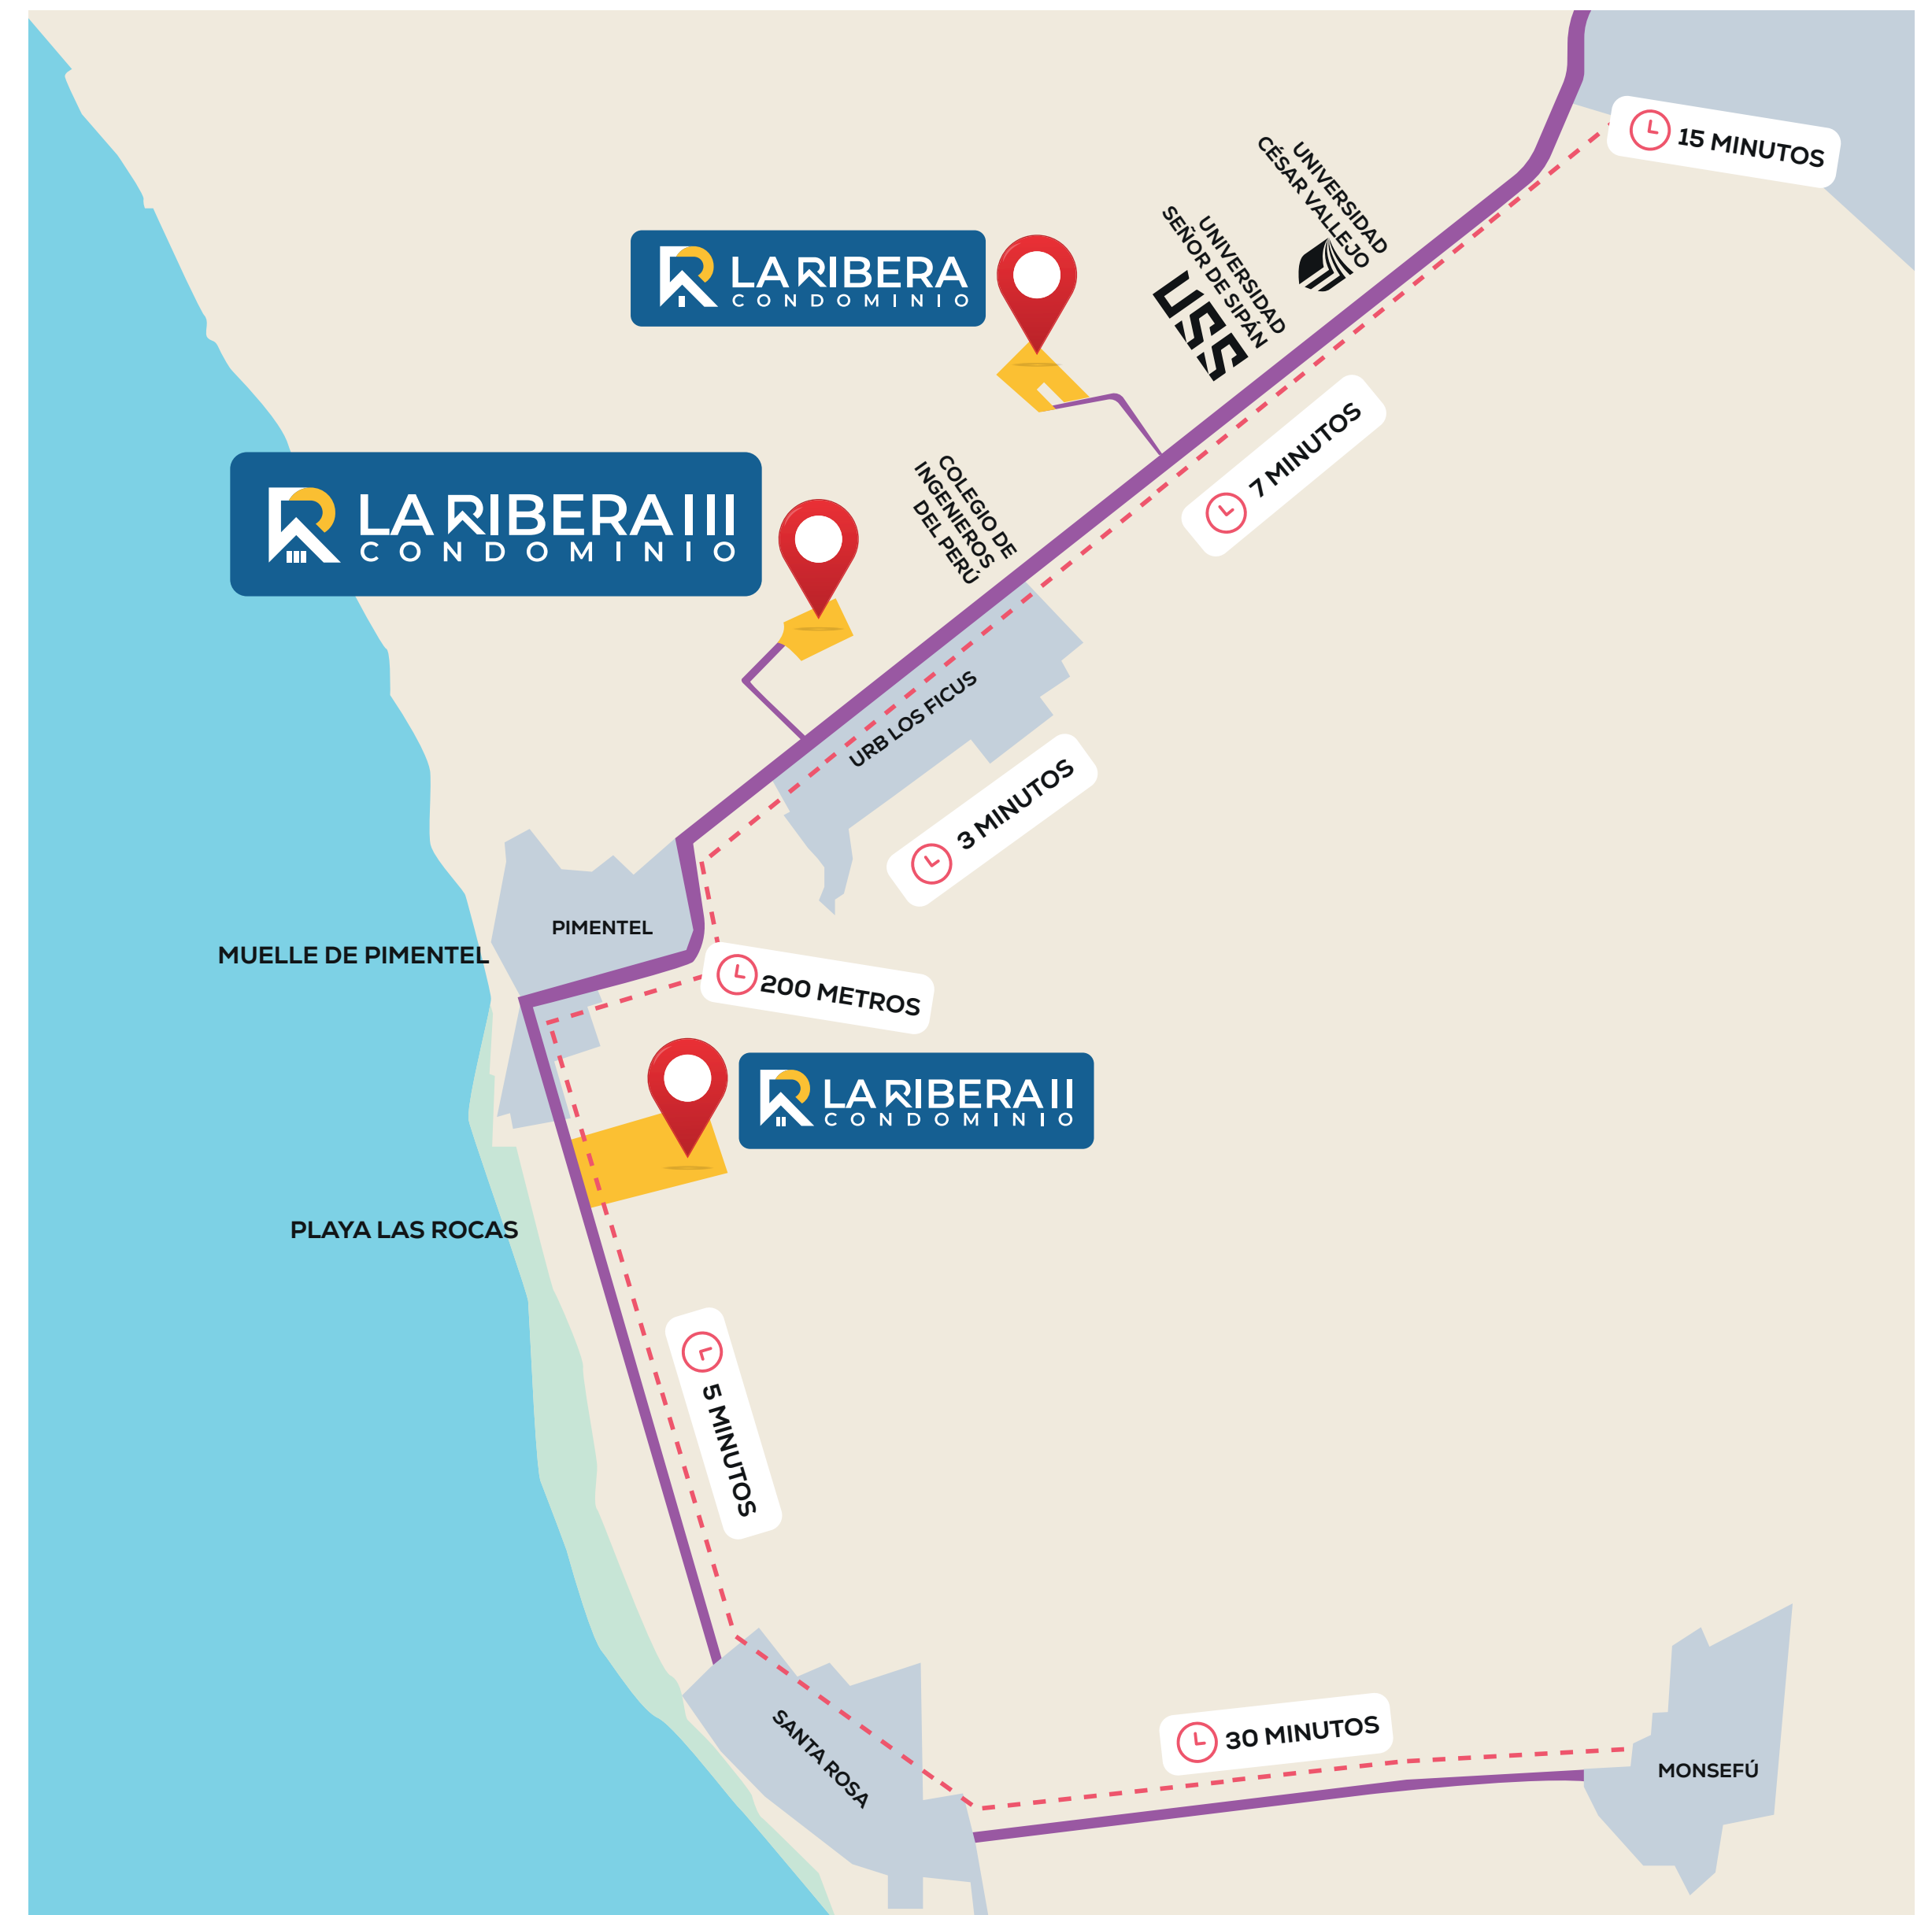 15 MINUTOS
UNIVERSIDAD
CÉSAR VALLEJO
UNIVERSIDAD
SEÑOR DE SIPÁN
USS
LA RIBERA
CONDOMINIO
7 MINUTOS
COLEGIO DE
INGENIEROS
DEL PERÚ
LA RIBERA III
CONDOMINIO
URB LOS FICUS
3 MINUTOS
PIMENTEL
MUELLE DE PIMENTEL
200 METROS
LA RIBERA II
CONDOMINIO
PLAYA LAS ROCAS
5 MINUTOS
SANTA ROSA
30 MINUTOS
MONSEFÚ